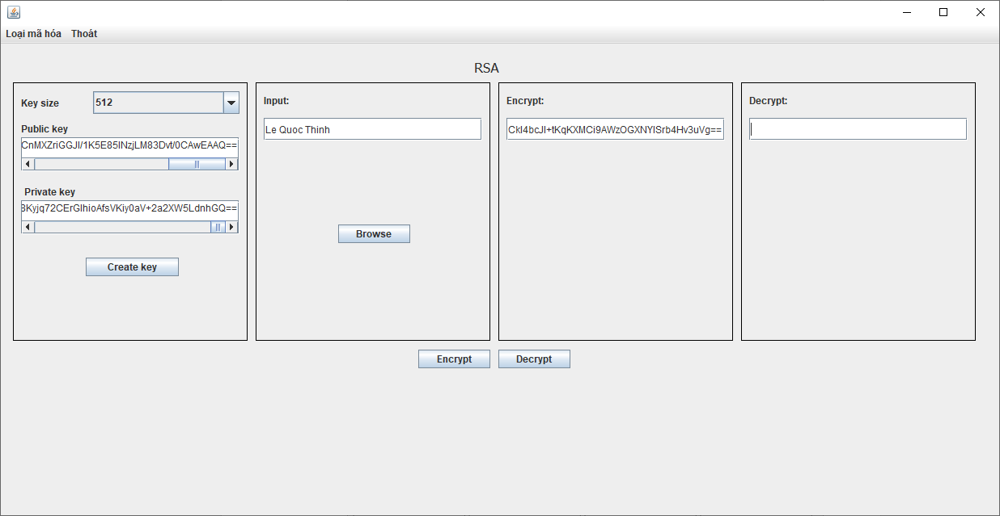 Loại mã hóa Thoát
RSA
Key size 512
Public key
CnMXZriGGJI/1K5E85INzjLM83Dvt/0CAwEAAQ==
Private key
3Kyjq72CErGIhioAfsVKiy0aV+2a2XW5LdnhGQ==
Create key
Input:
Le Quoc Thinh
Browse
Encrypt:
CkI4bcJI+tKqKXMCi9AWzOGXNYISrb4Hv3uVg==
Decrypt:
Encrypt Decrypt